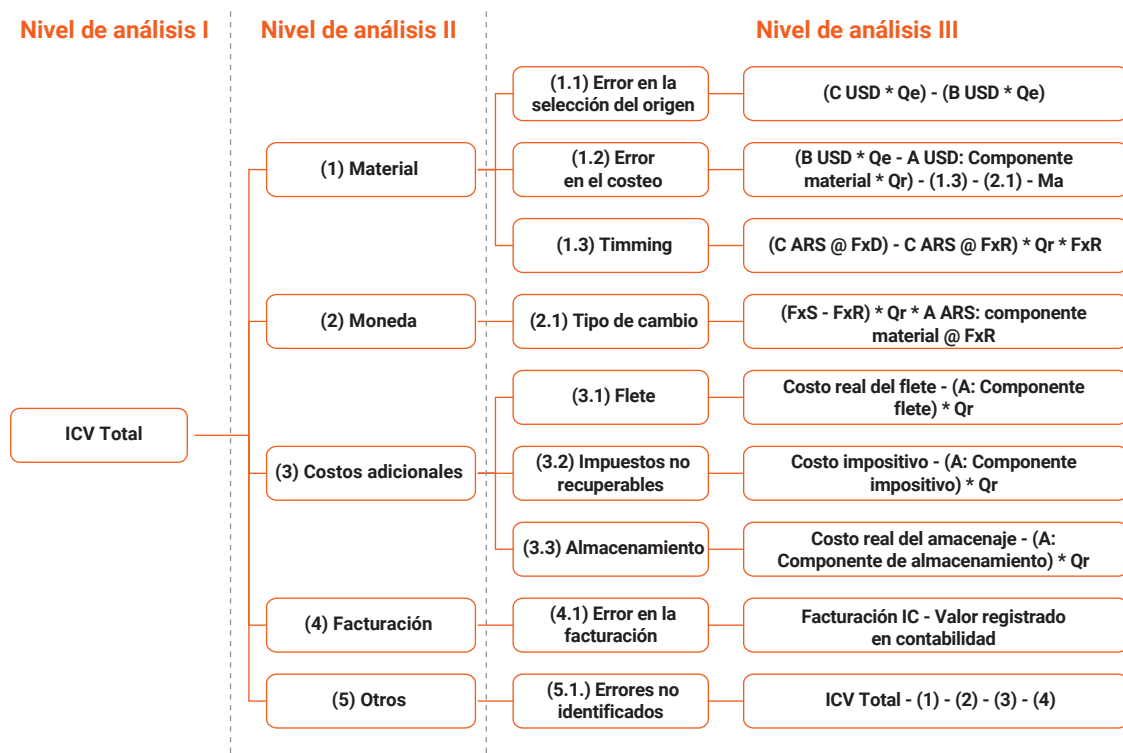 Nivel de análisis I
Nivel de análisis II
Nivel de análisis III
ICV Total
(1) Material
(1.1) Error en la
selección del origen
(C USD * Qe) - (B USD * Qe)
(1.2) Error
en el costeo
(B USD * Qe - A USD: Componente
material * Qr) - (1.3) - (2.1) - Ma
(1.3) Timming
(C ARS @ FxD) - C ARS @ FxR) * Qr * FxR
(2) Moneda
(2.1) Tipo de cambio
(FxS - FxR) * Qr * A ARS: componente
material @ FxR
(3) Costos adicionales
(3.1) Flete
Costo real del flete - (A: Componente
flete) * Qr
(3.2) Impuestos no
recuperables
Costo impositivo - (A: Componente
impositivo) * Qr
(3.3) Almacenamiento
Costo real del amacenaje - (A:
Componente de almacenamiento) * Qr
(4) Facturación
(4.1) Error en la
facturación
Facturación IC - Valor registrado
en contabilidad
(5) Otros
(5.1.) Errores no
identificados
ICV Total - (1) - (2) - (3) - (4)